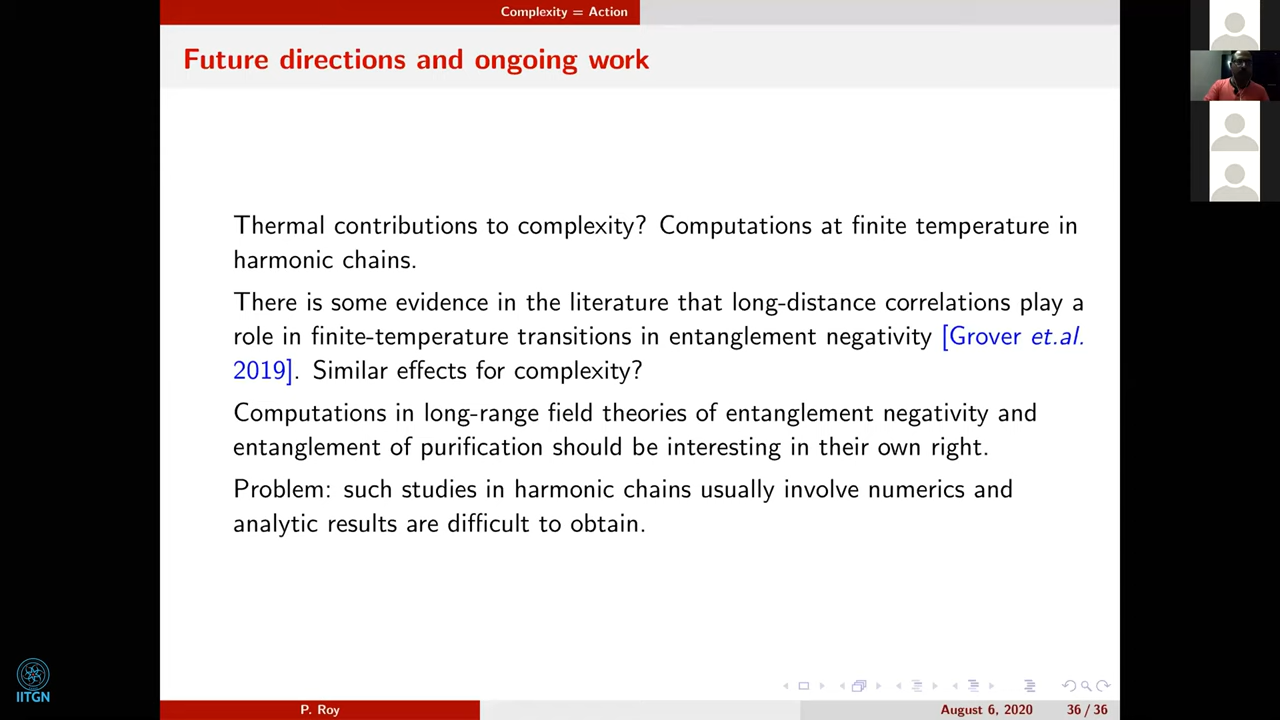 Complexity = Action
Future directions and ongoing work
Thermal contributions to complexity? Computations at finite temperature in
harmonic chains.
There is some evidence in the literature that long-distance correlations play a
role in finite-temperature transitions in entanglement negativity [Grover et.al.
2019]. Similar effects for complexity?
Computations in long-range field theories of entanglement negativity and
entanglement of purification should be interesting in their own right.
Problem: such studies in harmonic chains usually involve numerics and
analytic results are difficult to obtain.
IITGN
P. Roy
August 6, 2020
36 / 36